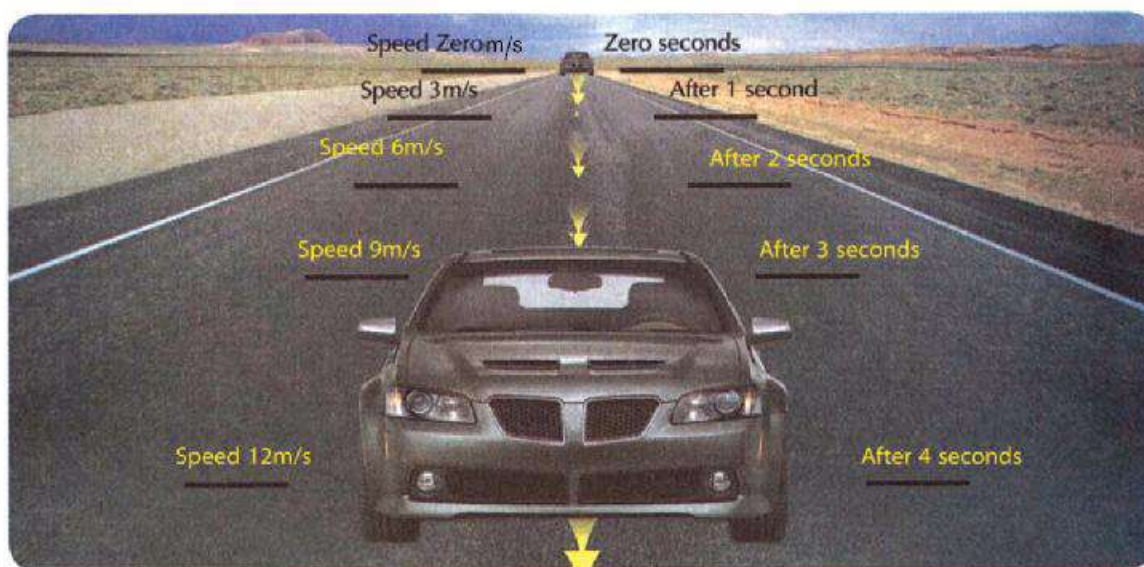 Speed Zero m/s Zero seconds
Speed 3m/s After 1 second
Speed 6m/s After 2 seconds
Speed 9m/s After 3 seconds
Speed 12m/s After 4 seconds